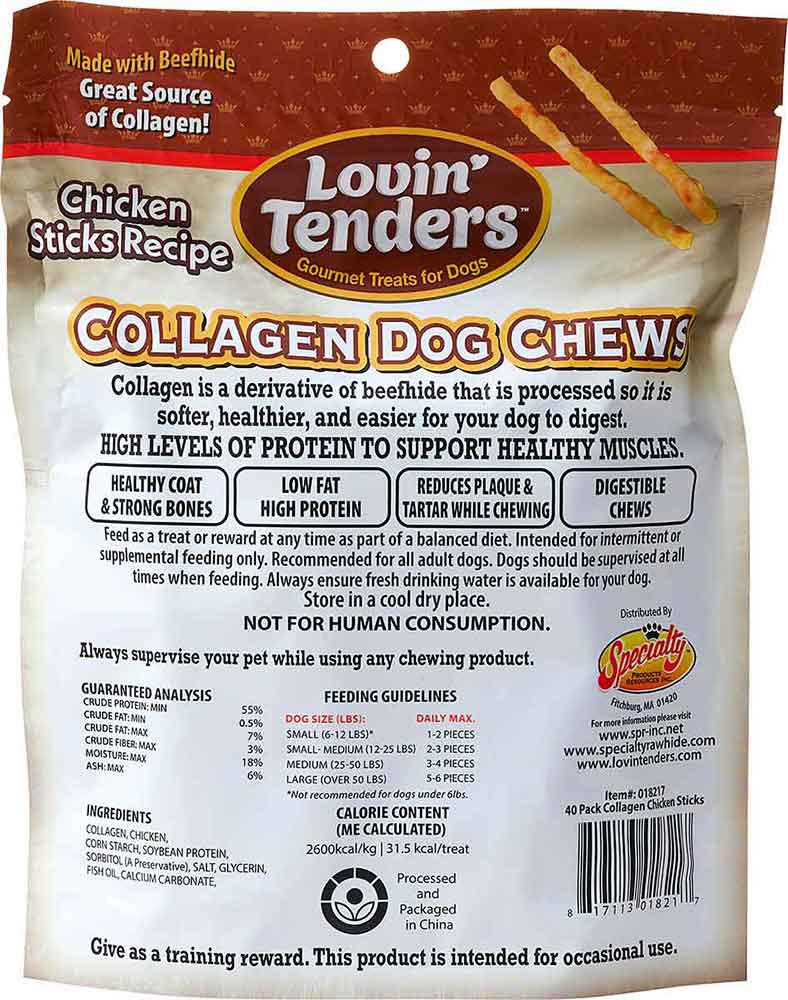 Made with Beefhide
Great Source
of Collagen!
Chicken
Sticks Recipe
Lovin'
Tenders™
Gourmet Treats for Dogs
COLLAGEN DOG CHEWS
Collagen is a derivative of beefhide that is processed so it is
softer, healthier, and easier for your dog to digest.
HIGH LEVELS OF PROTEIN TO SUPPORT HEALTHY MUSCLES.
HEALTHY COAT
& STRONG BONES
LOW FAT
HIGH PROTEIN
REDUCES PLAQUE &
TARTAR WHILE CHEWING
DIGESTIBLE
CHEWS
Feed as a treat or reward at any time as part of a balanced diet. Intended for intermittent or
supplemental feeding only. Recommended for all adult dogs. Dogs should be supervised at all
times when feeding. Always ensure fresh drinking water is available for your dog.
Store in a cool dry place.
NOT FOR HUMAN CONSUMPTION.
Always supervise your pet while using any chewing product.
Distributed By
Specialty
PRODUCTS
RESOURCES INC.
Fitchburg, MA 01420
For more information please visit
www.spr-inc.net
www.specialtyrawhide.com
www.lovintenders.com
GUARANTEED ANALYSIS
CRUDE PROTEIN: MIN 55%
CRUDE FAT: MIN 0.5%
CRUDE FAT: MAX 7%
CRUDE FIBER: MAX 3%
MOISTURE: MAX 18%
ASH: MAX 6%
FEEDING GUIDELINES
DOG SIZE (LBS): DAILY MAX.
SMALL (6-12 LBS)* 1-2 PIECES
SMALL- MEDIUM (12-25 LBS) 2-3 PIECES
MEDIUM (25-50 LBS) 3-4 PIECES
LARGE (OVER 50 LBS) 5-6 PIECES
*Not recommended for dogs under 6lbs.
Item#: 018217
40 Pack Collagen Chicken Sticks
INGREDIENTS
COLLAGEN, CHICKEN,
CORN STARCH, SOYBEAN PROTEIN,
SORBITOL (A Preservative), SALT, GLYCERIN,
FISH OIL, CALCIUM CARBONATE,
CALORIE CONTENT
(ME CALCULATED)
2600kcal/kg | 31.5 kcal/treat
Processed
and
Packaged
in China
8 17113 01821 7
Give as a training reward. This product is intended for occasional use.